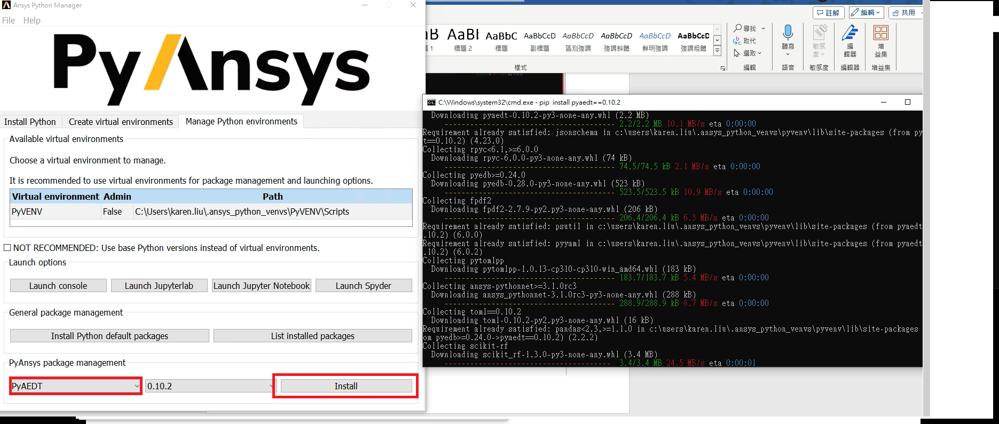 Ansys Python Manager
File Help
PyAnsys
Install Python
Create virtual environments
Manage Python environments
Available virtual environments
Choose a virtual environment to manage.
It is recommended to use virtual environments for package management and launching options.
Virtual environment Admin Path
PyVENV False C:\Users\karen.liu\.ansys_python_venvs\PyVENV\Scripts
NOT RECOMMENDED: Use base Python versions instead of virtual environments.
Launch options
Launch console
Launch Jupyterlab
Launch Jupyter Notebook
Launch Spyder
General package management
Install Python default packages
List installed packages
PyAnsys package management
PyAEDT
0.10.2
Install
註解
編輯
共用
AaBl AaBbC AaBbCcD AaBbCcD AaBbCcD AaBbCcD AaBbCcD
標題 2 標題 副標題 區別強調 強調斜體 鮮明強調 強調粗體
樣式
尋找
取代
選取
編輯
聽寫
語音
敏感
度
敏感度
編
輯器
編輯器
增
益集
增益集
C:\Windows\system32\cmd.exe - pip install pyaedt==0.10.2
Downloading pyaedt-0.10.2-py3-none-any.whl (2.2 MB)
---------------------------------------- 2.2/2.2 MB 10.1 MB/s eta 0:00:00
Requirement already satisfied: jsonschema in c:\users\karen.liu\.ansys_python_venvs\pyvenv\lib\site-packages (from py
t==0.10.2) (4.23.0)
Collecting rpyc<6.1,>=6.0.0
Downloading rpyc-6.0.0-py3-none-any.whl (74 kB)
---------------------------------------- 74.5/74.5 kB 2.1 MB/s eta 0:00:00
Collecting pyedb>=0.24.0
Downloading pyedb-0.28.0-py3-none-any.whl (523 kB)
---------------------------------------- 523.5/523.5 kB 10.9 MB/s eta 0:00:00
Collecting fpdf2
Downloading fpdf2-2.7.9-py2.py3-none-any.whl (206 kB)
---------------------------------------- 206.4/206.4 kB 6.3 MB/s eta 0:00:00
Requirement already satisfied: psutil in c:\users\karen.liu\.ansys_python_venvs\pyvenv\lib\site-packages (from pyaedt
.10.2) (6.0.0)
Requirement already satisfied: pyyaml in c:\users\karen.liu\.ansys_python_venvs\pyvenv\lib\site-packages (from pyaedt
.10.2) (6.0.2)
Collecting pytomlpp
Downloading pytomlpp-1.0.13-cp310-cp310-win_amd64.whl (183 kB)
---------------------------------------- 183.7/183.7 kB 5.4 MB/s eta 0:00:00
Collecting ansys-pythonnet>=3.1.0rc3
Downloading ansys_pythonnet-3.1.0rc3-py3-none-any.whl (288 kB)
---------------------------------------- 288.9/288.9 kB 8.7 MB/s eta 0:00:00
Collecting toml==0.10.2
Downloading toml-0.10.2-py2.py3-none-any.whl (16 kB)
Requirement already satisfied: pandas<2.3,>=1.1.0 in c:\users\karen.liu\.ansys_python_venvs\pyvenv\lib\site-packages
om pyedb>=0.24.0->pyaedt==0.10.2) (2.2.2)
Collecting scikit-rf
Downloading scikit_rf-1.3.0-py3-none-any.whl (3.4 MB)
--------------------------------------- 3.4/3.4 MB 24.5 MB/s eta 0:00:01